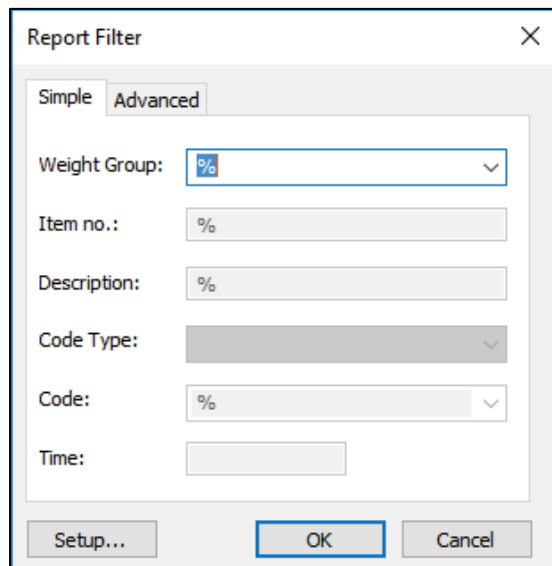 Report Filter
Simple Advanced
Weight Group: %
Item no.: %
Description: %
Code Type:
Code: %
Time:
Setup... OK Cancel